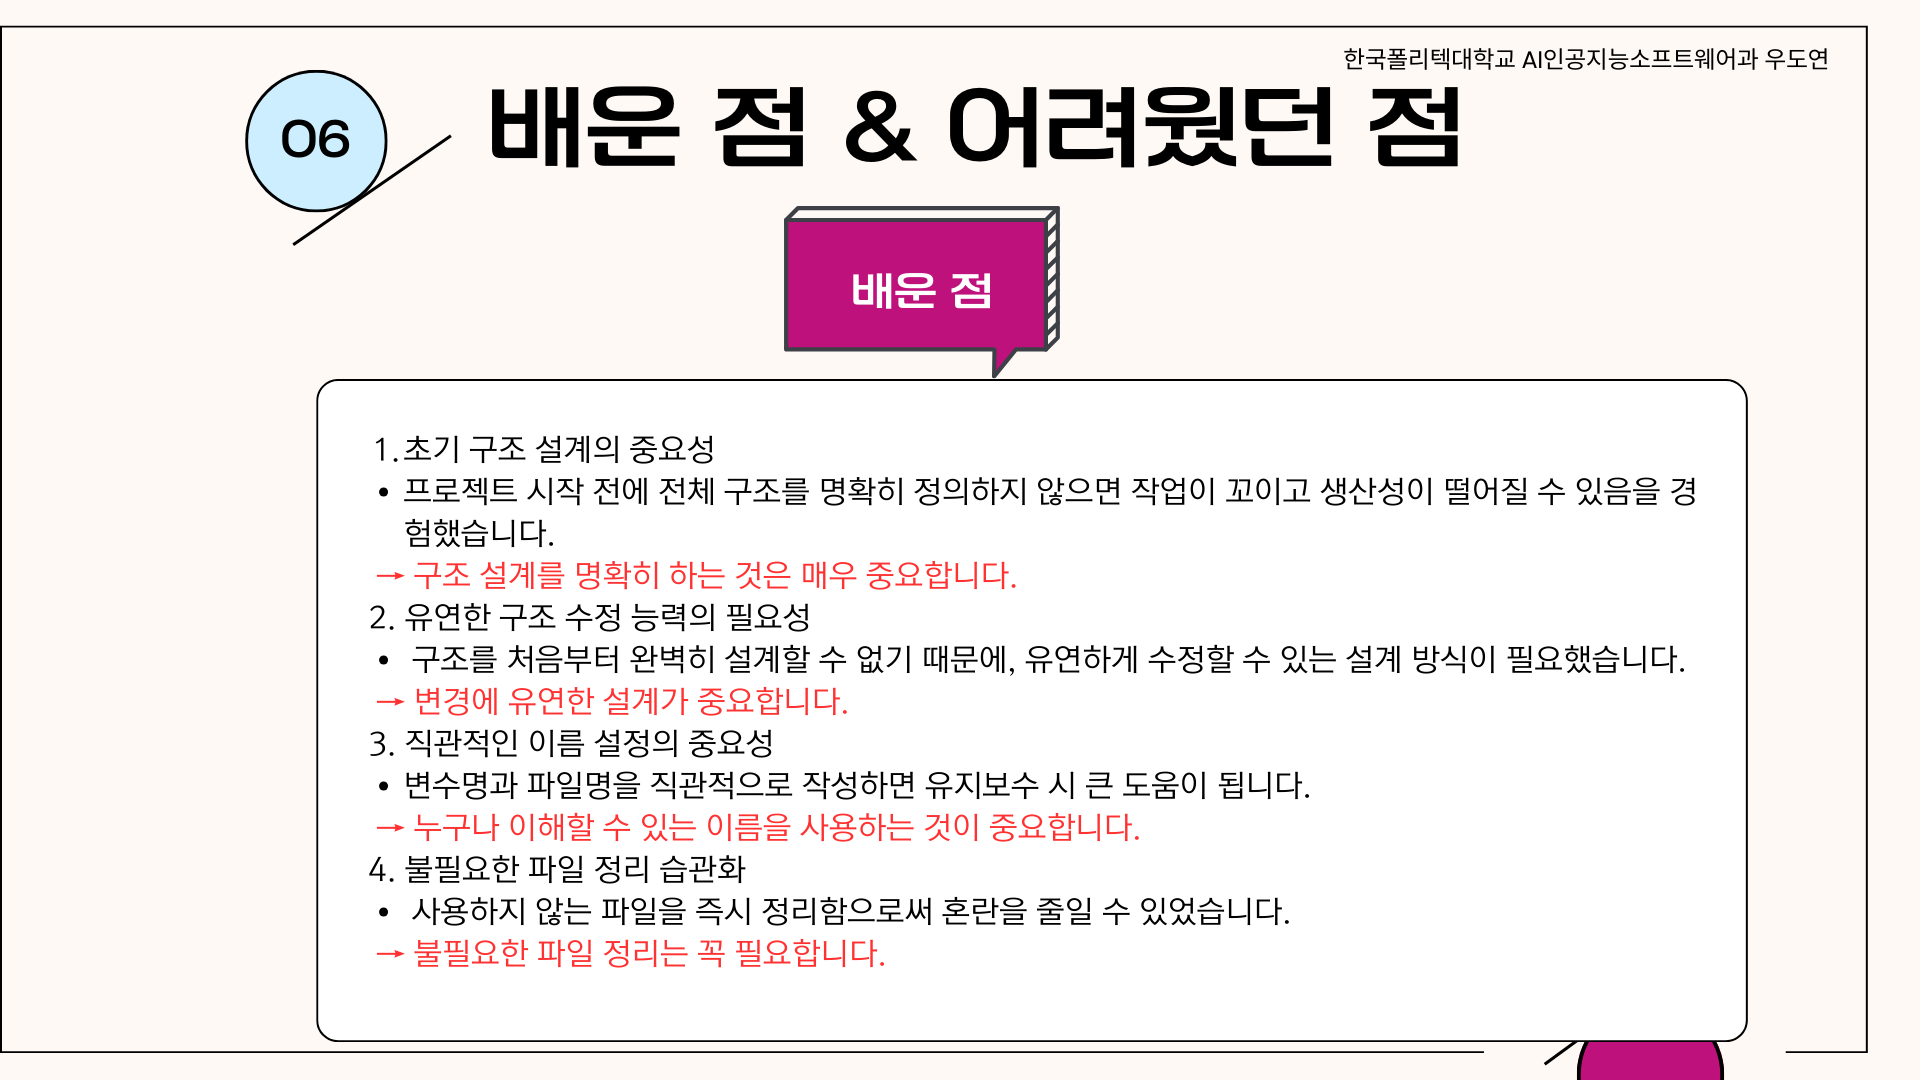 한국폴리텍대학교 AI인공지능소프트웨어과 우도연
06
배운 점 & 어려웠던 점
배운 점
1. 초기 구조 설계의 중요성
• 프로젝트 시작 전에 전체 구조를 명확히 정의하지 않으면 작업이 꼬이고 생산성이 떨어질 수 있음을 경
험했습니다.
→ 구조 설계를 명확히 하는 것은 매우 중요합니다.
2. 유연한 구조 수정 능력의 필요성
• 구조를 처음부터 완벽히 설계할 수 없기 때문에, 유연하게 수정할 수 있는 설계 방식이 필요했습니다.
→ 변경에 유연한 설계가 중요합니다.
3. 직관적인 이름 설정의 중요성
• 변수명과 파일명을 직관적으로 작성하면 유지보수 시 큰 도움이 됩니다.
→ 누구나 이해할 수 있는 이름을 사용하는 것이 중요합니다.
4. 불필요한 파일 정리 습관화
• 사용하지 않는 파일을 즉시 정리함으로써 혼란을 줄일 수 있었습니다.
→ 불필요한 파일 정리는 꼭 필요합니다.